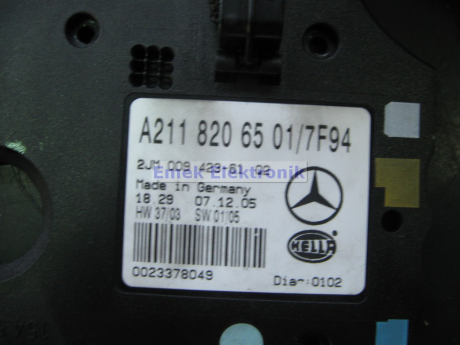 A211 820 65 01/7F94
2JM 009 423-61 02
Emek Elektronik
Made in Germany
18.29 07.12.05
HW 37/03 SW 01/05
HELLA
0023378049 Dia-:0102